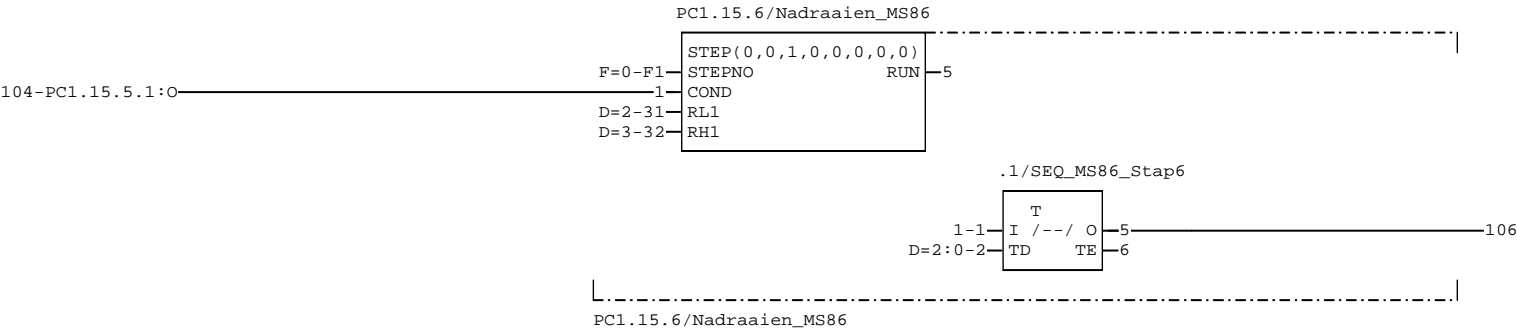 PC1.15.6/Nadraaien_MS86
STEP(0,0,1,0,0,0,0,0)
F=0-F1 STEPNO RUN 5
104-PC1.15.5.1:O 1 COND
D=2-31 RL1
D=3-32 RH1
.1/SEQ_MS86_Stap6
T
1-1 I /--/ O 5 106
D=2:0-2 TD TE 6
PC1.15.6/Nadraaien_MS86